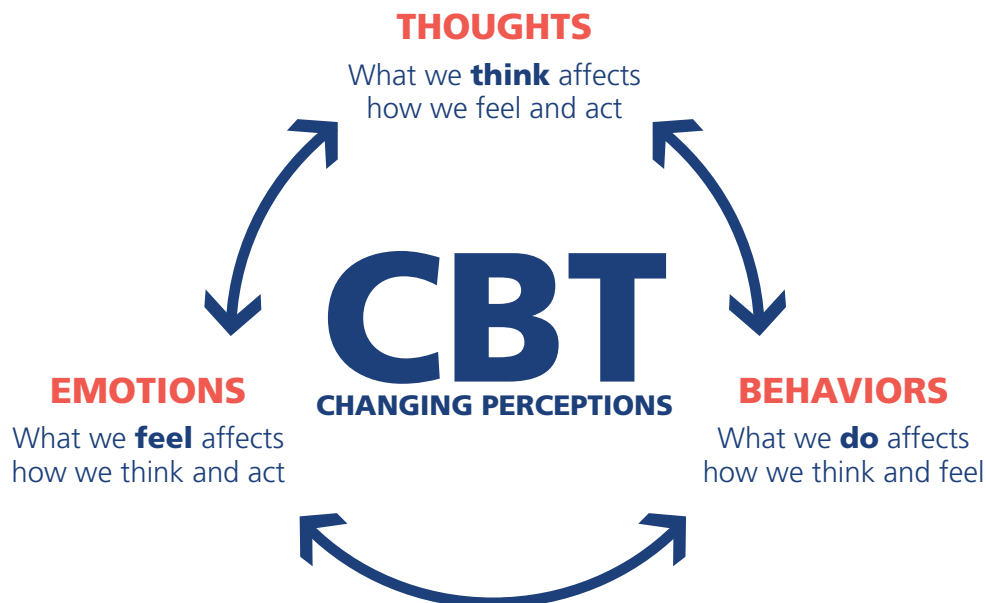 THOUGHTS
What we think affects
how we feel and act
CBT
CHANGING PERCEPTIONS
EMOTIONS
What we feel affects
how we think and act
BEHAVIORS
What we do affects
how we think and feel